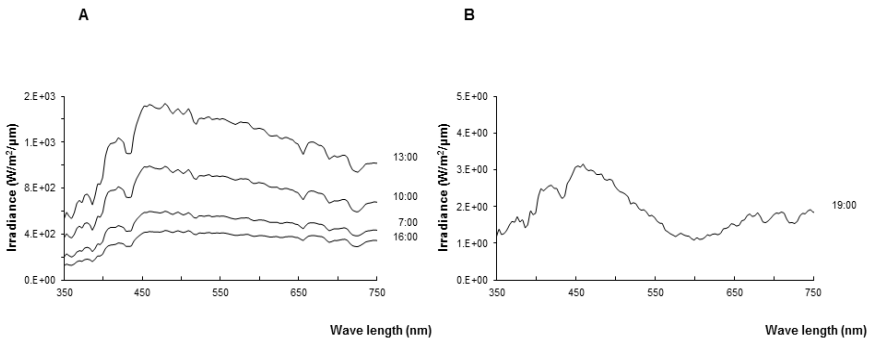 A
Irradiance (W/m²/µm)
2.E+03
1.E+03
8.E+02
4.E+02
0.E+00
13:00
10:00
7:00
16:00
350 450 550 650 750
Wave length (nm)
B
Irradiance (W/m²/µm)
5.E+00
4.E+00
3.E+00
2.E+00
1.E+00
0.E+00
19:00
350 450 550 650 750
Wave length (nm)